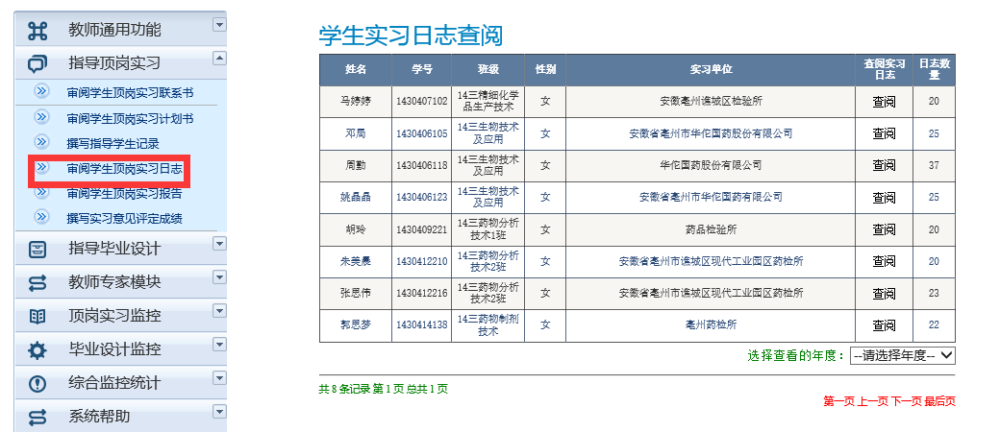 教师通用功能
指导顶岗实习
审阅学生顶岗实习联系书
审阅学生顶岗实习计划书
撰写指导学生记录
审阅学生顶岗实习日志
审阅学生顶岗实习报告
撰写实习意见评定成绩
指导毕业设计
教师专家模块
顶岗实习监控
毕业设计监控
综合监控统计
系统帮助
学生实习日志查阅
姓名 学号 班级 性别 实习单位 查阅实习日志 日志数量
马婷婷 1430407102 14三精细化学品生产技术 女 安徽亳州谯城区检验所 查阅 20
邓局 1430406105 14三生物技术及应用 女 安徽省亳州市华佗国药股份有限公司 查阅 25
周勤 1430406118 14三生物技术及应用 女 华佗国药股份有限公司 查阅 37
姚晶晶 1430406123 14三生物技术及应用 女 安徽省亳州市华佗国药有限公司 查阅 25
胡玲 1430409221 14三药物分析技术1班 女 药品检验所 查阅 20
朱美晨 1430412210 14三药物分析技术2班 女 安徽省亳州市谯城区现代工业园区药检所 查阅 20
张思伟 1430412216 14三药物分析技术2班 女 安徽省亳州市谯城区现代工业园区药检所 查阅 23
郭思梦 1430414138 14三药物制剂技术 女 亳州药检所 查阅 22
选择查看的年度：--请选择年度--
共 8 条记录 第 1 页 总共 1 页
第一页 上一页 下一页 最后页